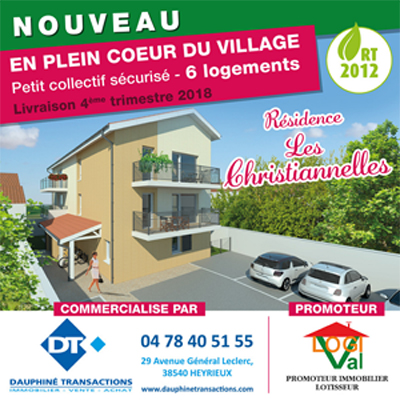 NOUVEAU
EN PLEIN COEUR DU VILLAGE
Petit collectif sécurisé - 6 logements
Livraison 4ème trimestre 2018
RT
2012
Résidence
Les
Christiannelles
COMMERCIALISE PAR
PROMOTEUR
DT
DAUPHINÉ TRANSACTIONS
IMMOBILIER - VENTE - ACHAT
04 78 40 51 55
29 Avenue Général Leclerc,
38540 HEYRIEUX
www.dauphinetransactions.com
LOGI
Val
PROMOTEUR IMMOBILIER
LOTISSEUR